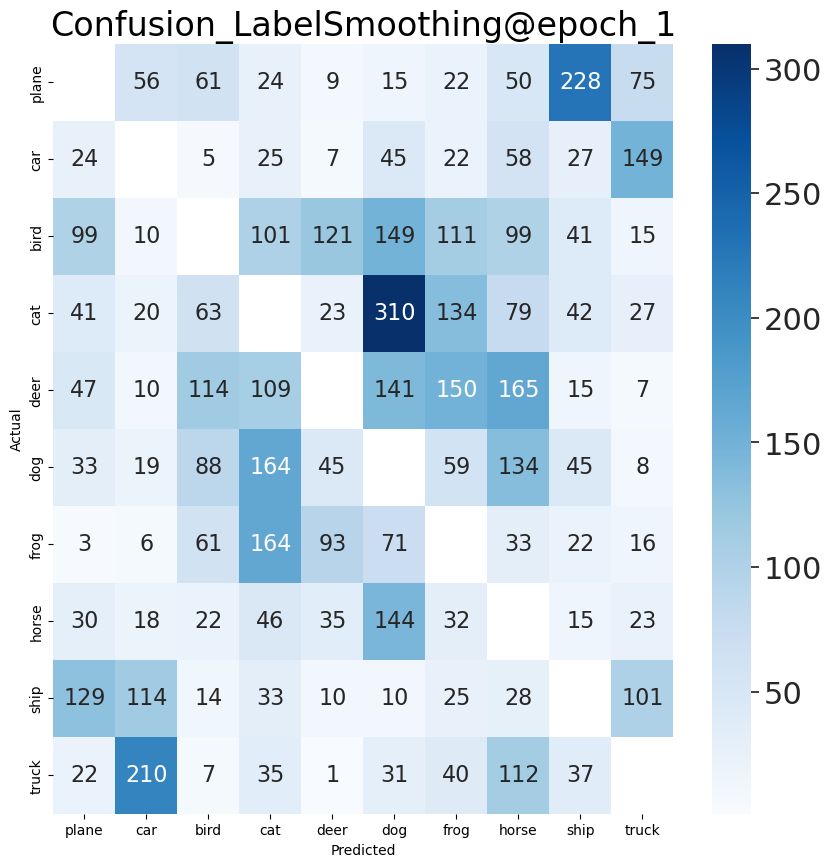 Confusion_LabelSmoothing@epoch_1
plane 56 61 24 9 15 22 50 228 75
car 24 5 25 7 45 22 58 27 149
bird 99 10 101 121 149 111 99 41 15
cat 41 20 63 23 310 134 79 42 27
deer 47 10 114 109 141 150 165 15 7
dog 33 19 88 164 45 59 134 45 8
frog 3 6 61 164 93 71 33 22 16
horse 30 18 22 46 35 144 32 15 23
ship 129 114 14 33 10 10 25 28 101
truck 22 210 7 35 1 31 40 112 37
plane car bird cat deer dog frog horse ship truck
Predicted
Actual
300
250
200
150
100
50